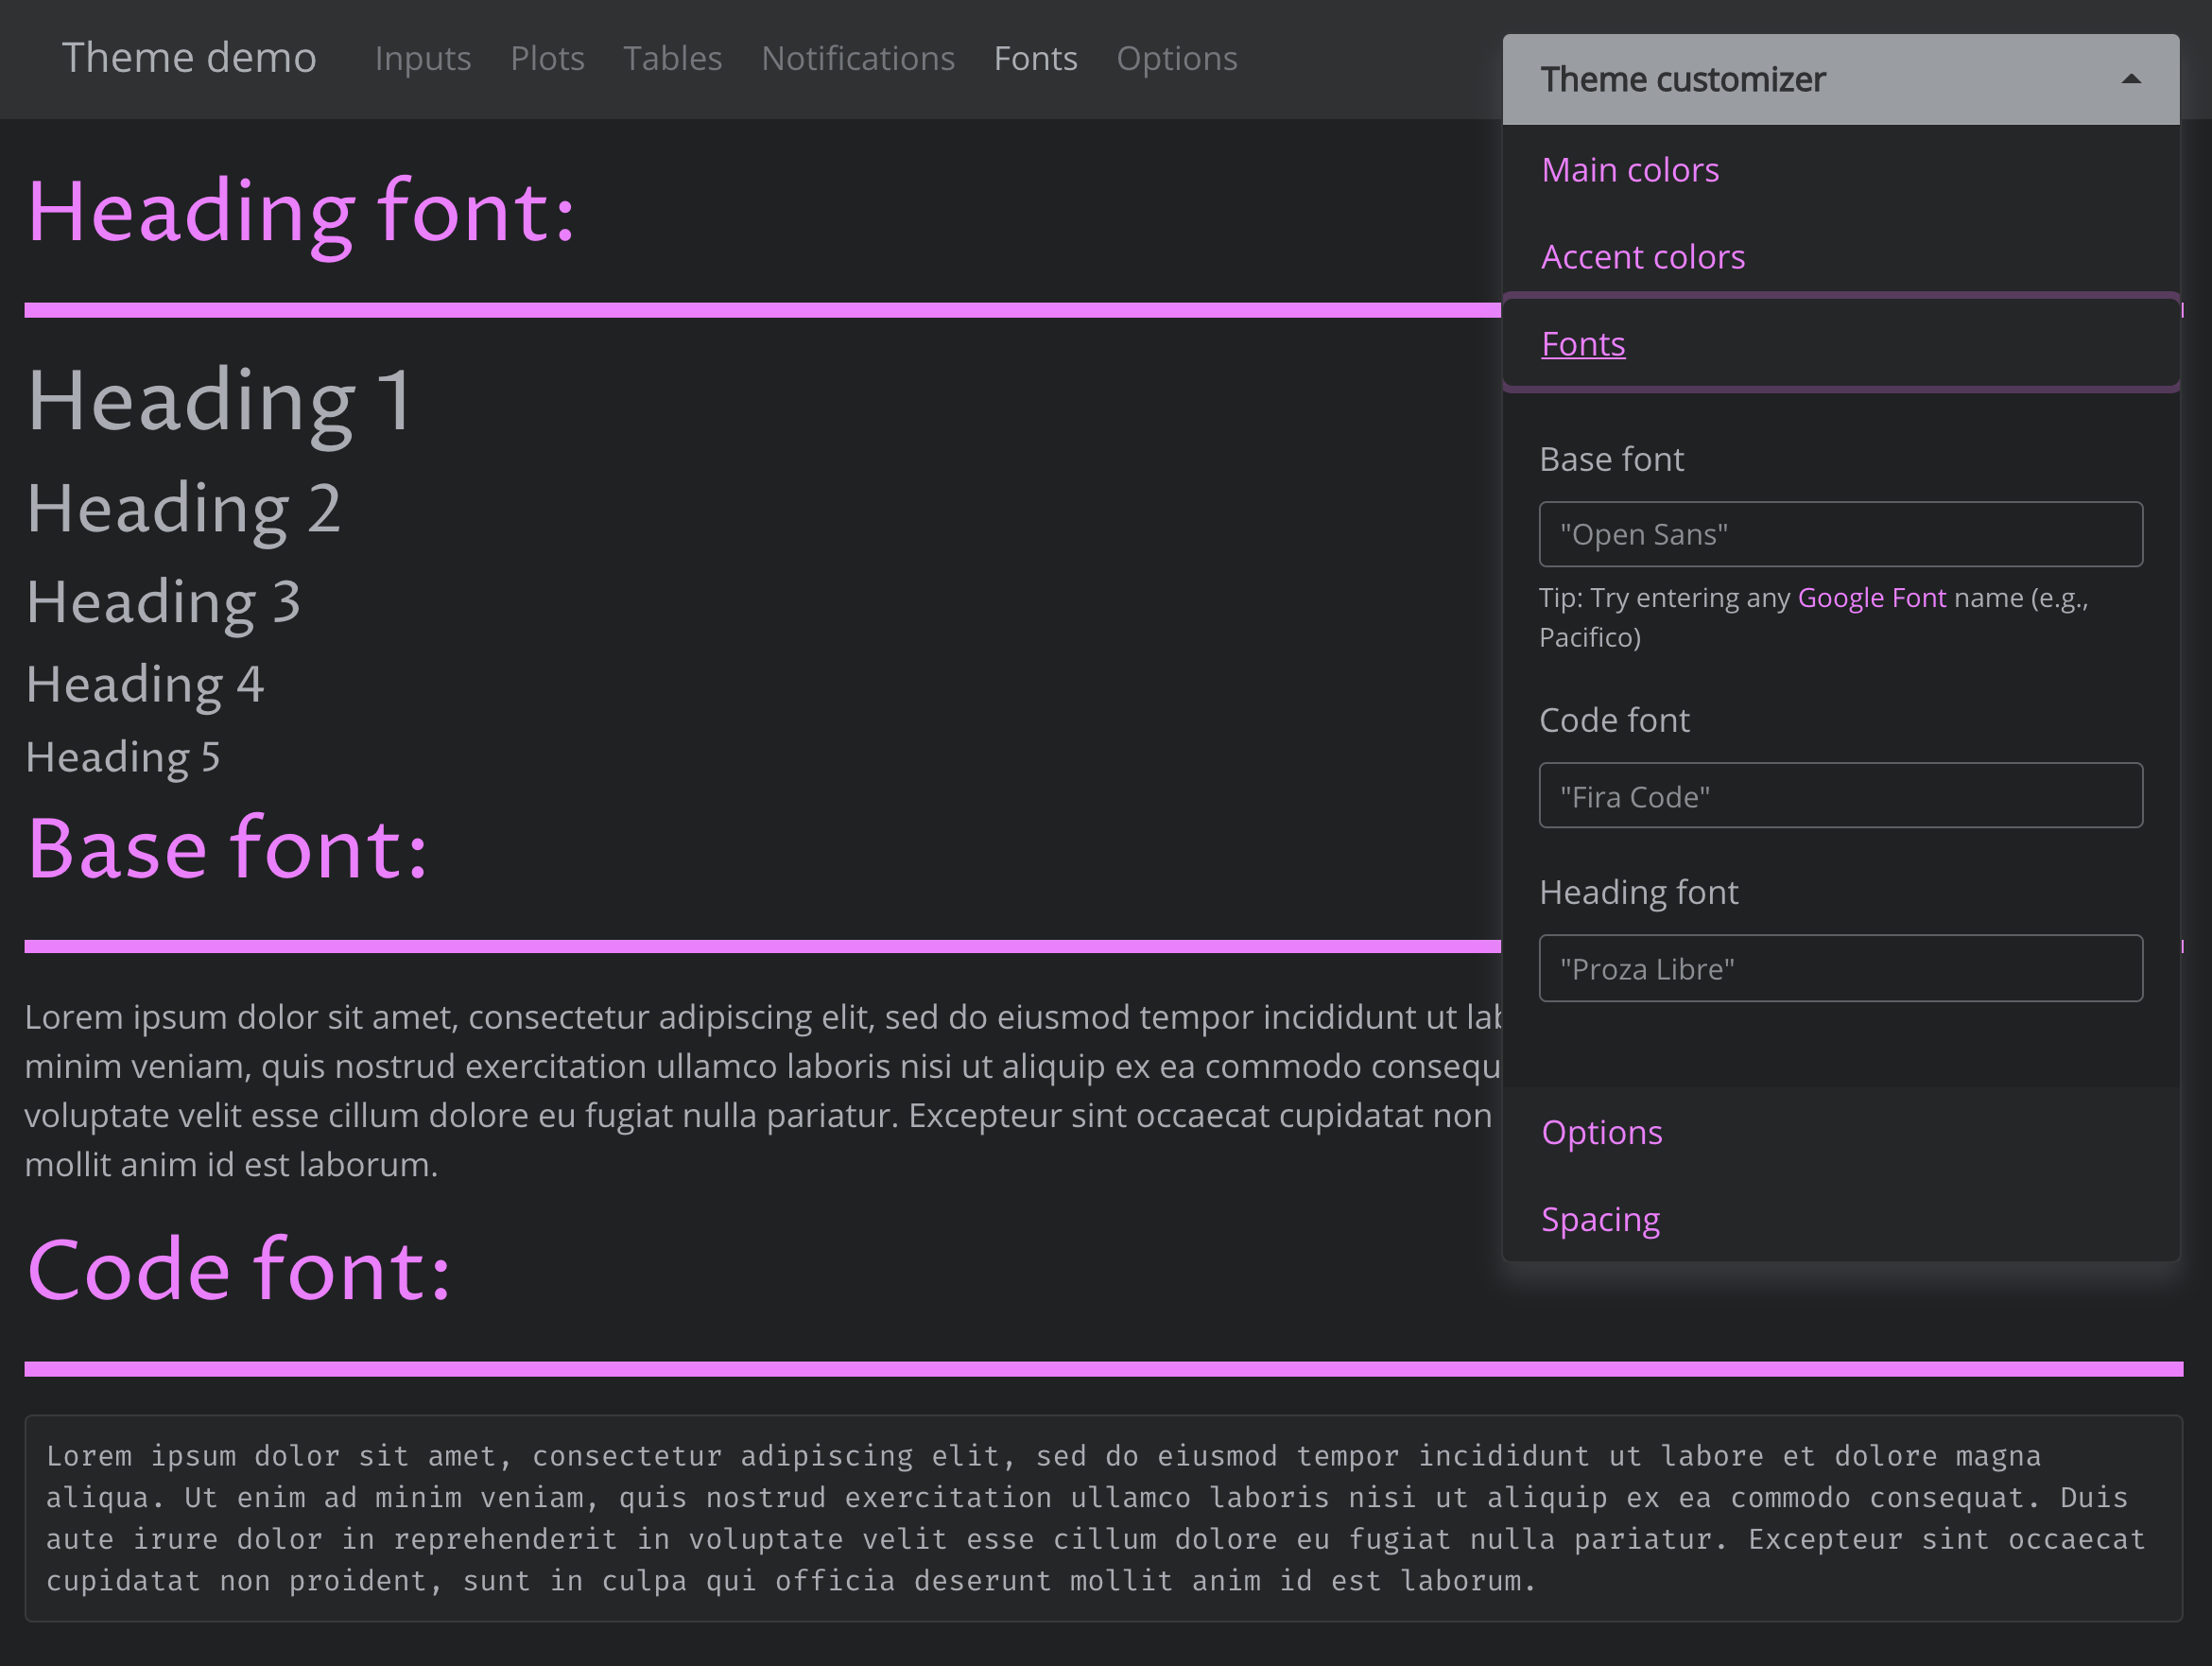 Theme demo Inputs Plots Tables Notifications Fonts Options
Heading font:
Heading 1
Heading 2
Heading 3
Heading 4
Heading 5
Base font:
Lorem ipsum dolor sit amet, consectetur adipiscing elit, sed do eiusmod tempor incididunt ut
minim veniam, quis nostrud exercitation ullamco laboris nisi ut aliquip ex ea commodo
voluptate velit esse cillum dolore eu fugiat nulla pariatur. Excepteur sint occaecat cupidatat non
mollit anim id est laborum.
Code font:
Lorem ipsum dolor sit amet, consectetur adipiscing elit, sed do eiusmod tempor incididunt ut labore et dolore magna
aliqua. Ut enim ad minim veniam, quis nostrud exercitation ullamco laboris nisi ut aliquip ex ea commodo consequat. Duis
aute irure dolor in reprehenderit in voluptate velit esse cillum dolore eu fugiat nulla pariatur. Excepteur sint occaecat
cupidatat non proident, sunt in culpa qui officia deserunt mollit anim id est laborum.
Theme customizer
Main colors
Accent colors
Fonts
Base font
"Open Sans"
Tip: Try entering any Google Font name (e.g.,
Pacifico)
Code font
"Fira Code"
Heading font
"Proza Libre"
Options
Spacing